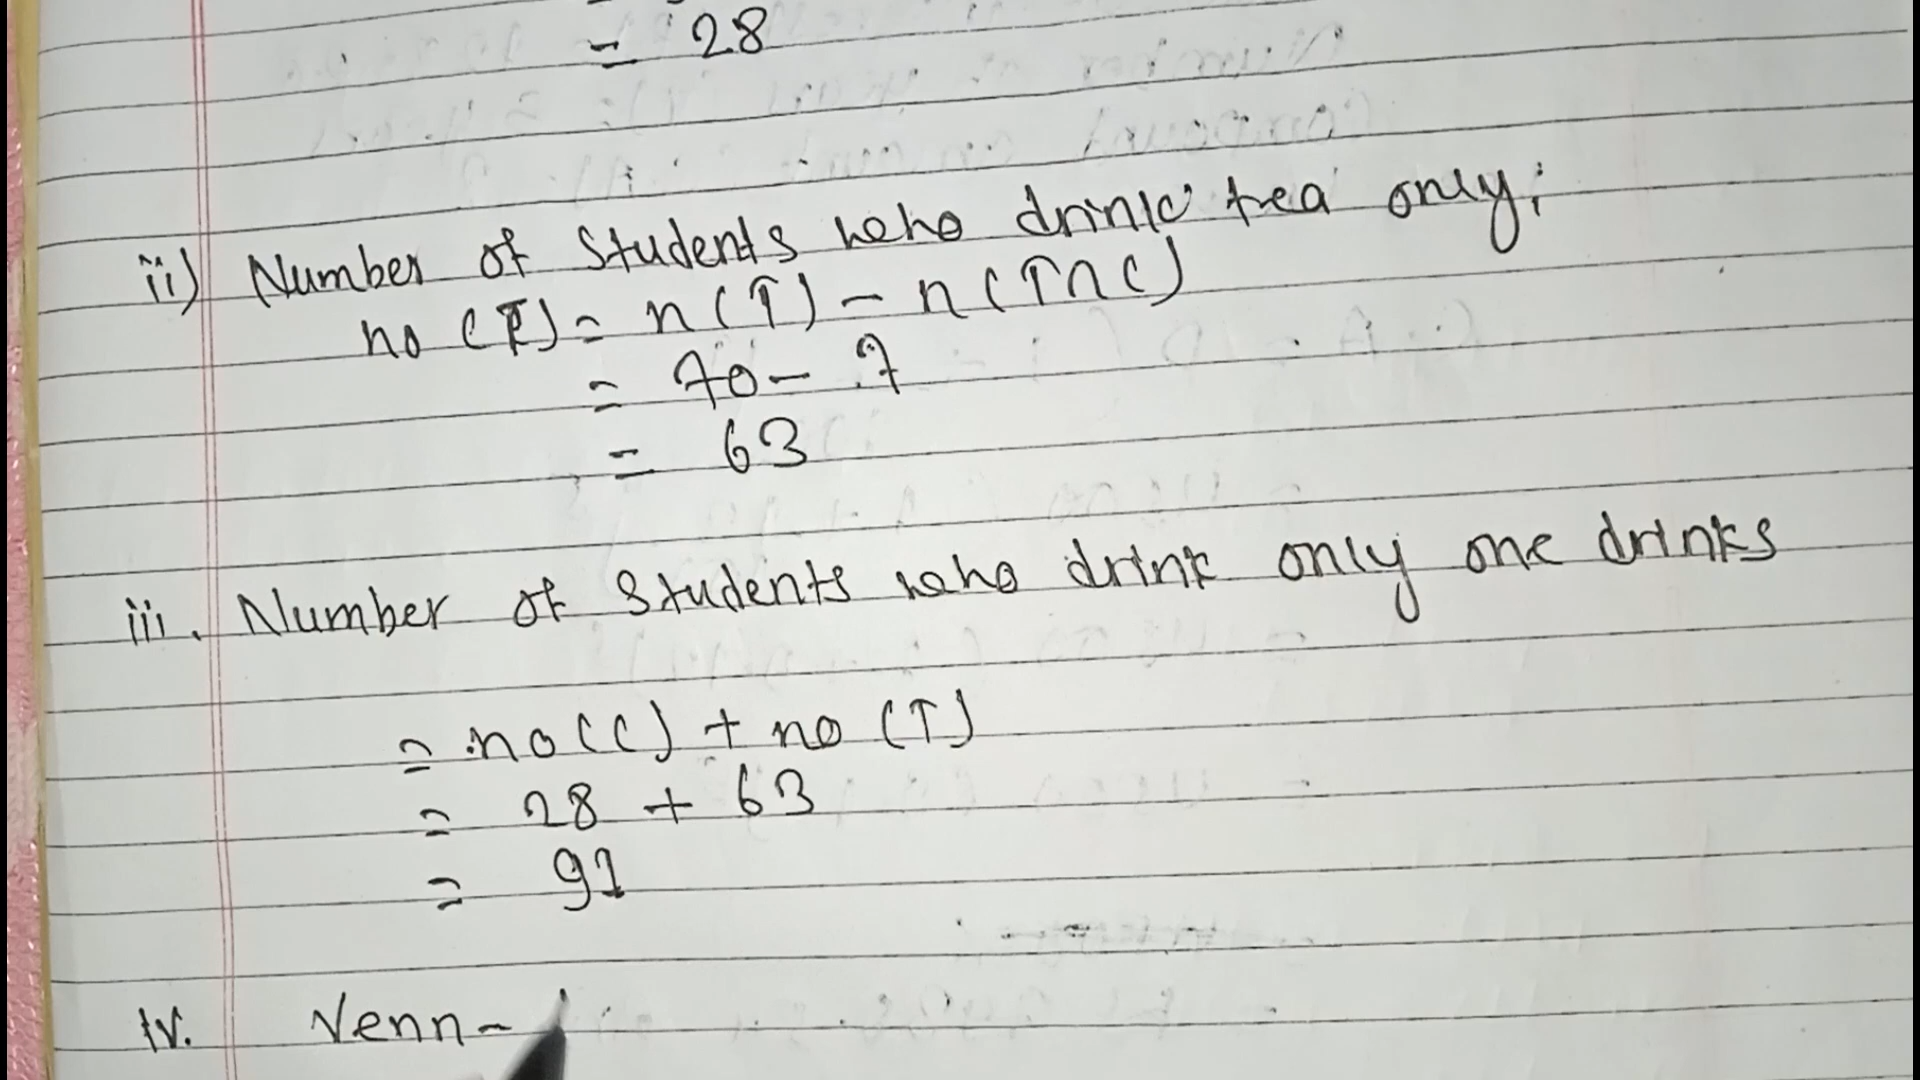 = 28
ii) Number of Students who drink tea only;
no (T) = n(T) - n(T∩C)
= 70 - 7
= 63
iii. Number of Students who drink only one drinks
= no(C) + no (T)
= 28 + 63
= 91
iv. Venn-